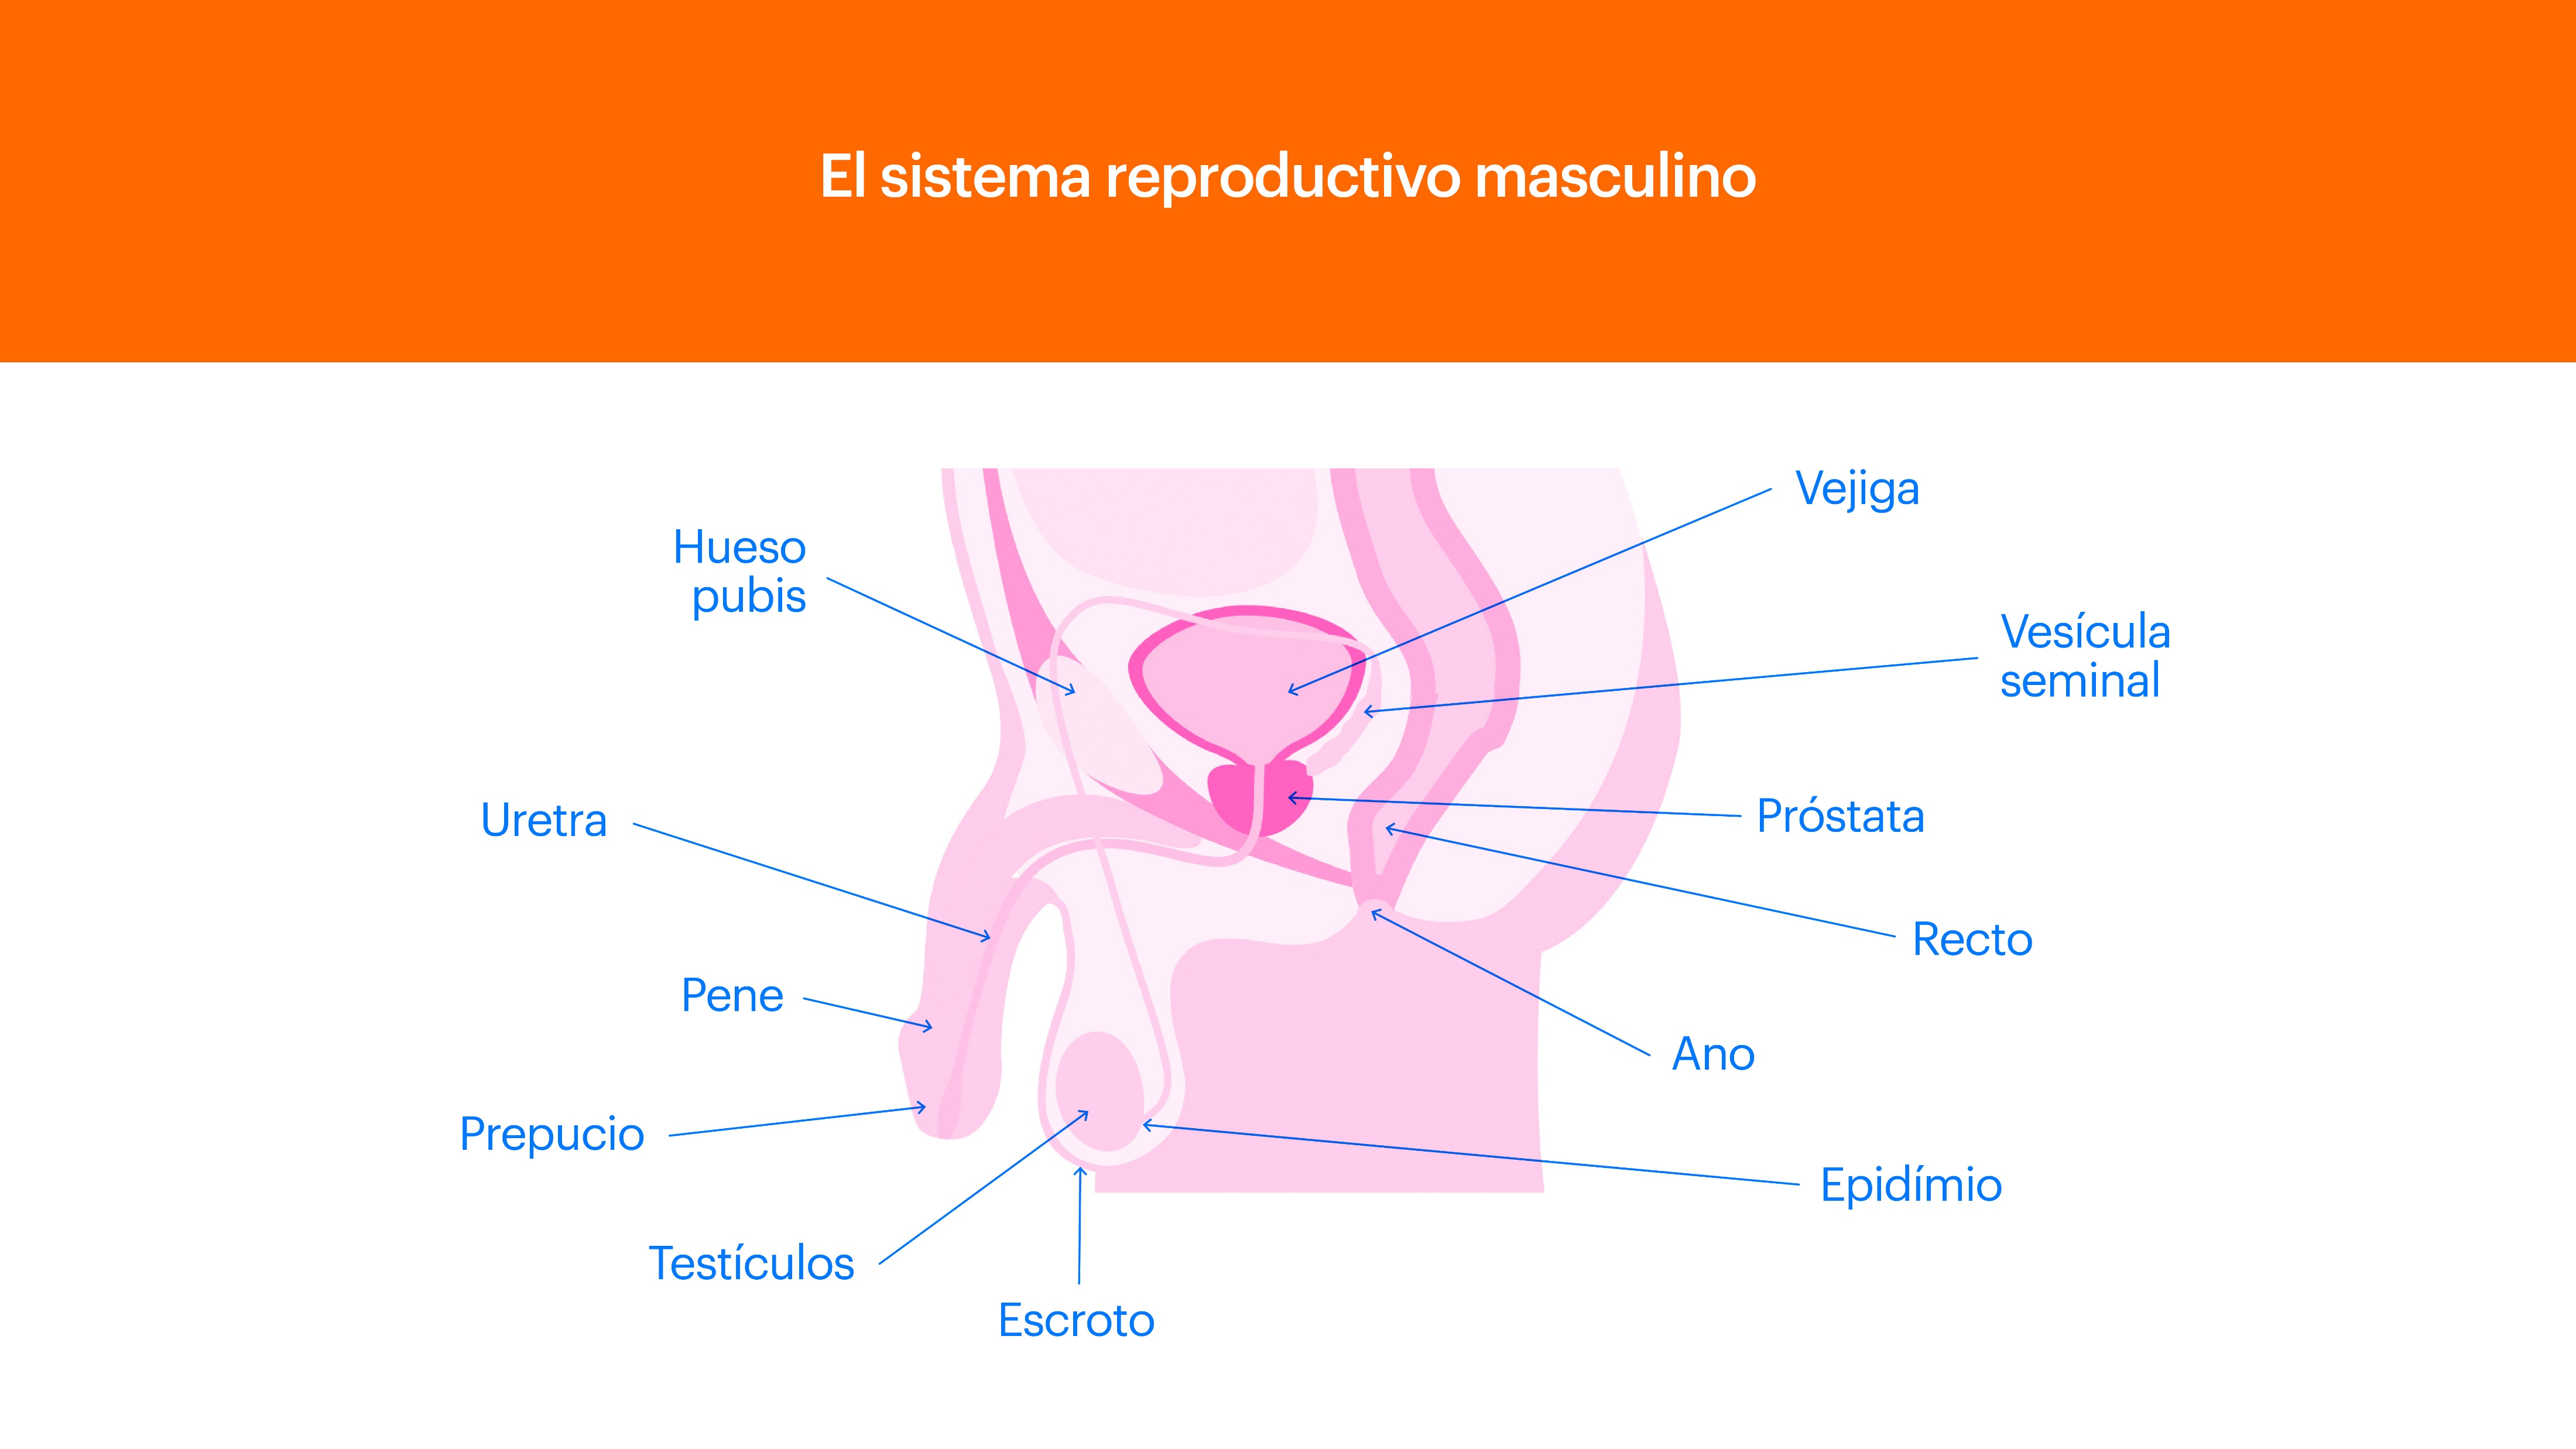 El sistema reproductivo masculino
Vejiga
Hueso
pubis
Vesícula
seminal
Uretra
Próstata
Recto
Pene
Ano
Prepucio
Epidímio
Testículos
Escroto